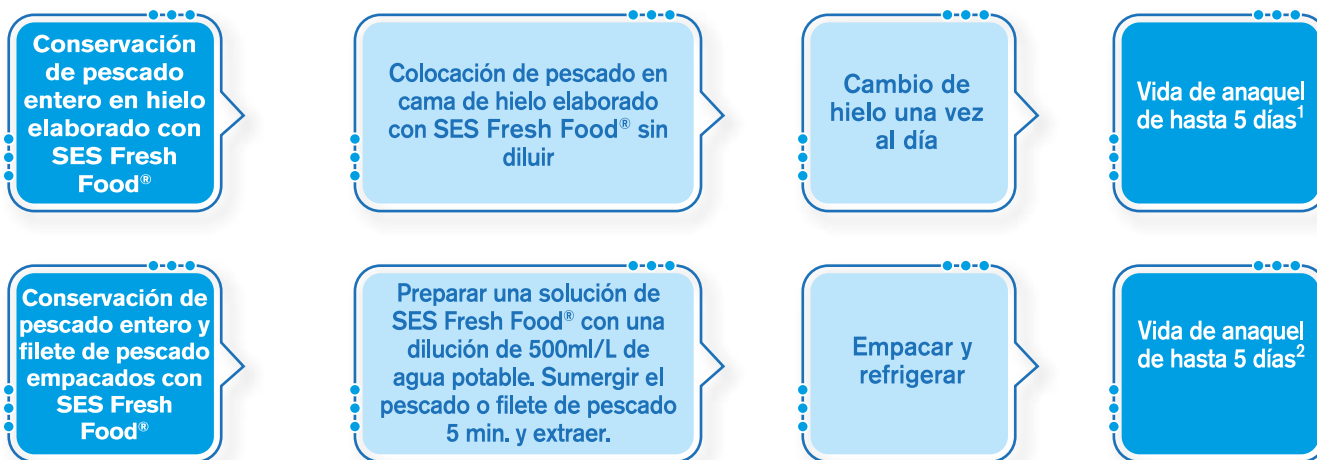 Conservación
de pescado
entero en hielo
elaborado con
SES Fresh
Food®
Colocación de pescado en
cama de hielo elaborado
con SES Fresh Food® sin
diluir
Cambio de
hielo una vez
al día
Vida de anaquel
de hasta 5 días¹
Conservación de
pescado entero y
filete de pescado
empacados con
SES Fresh
Food®
Preparar una solución de
SES Fresh Food® con una
dilución de 500ml/L de
agua potable. Sumergir el
pescado o filete de pescado
5 min. y extraer.
Empacar y
refrigerar
Vida de anaquel
de hasta 5 días²